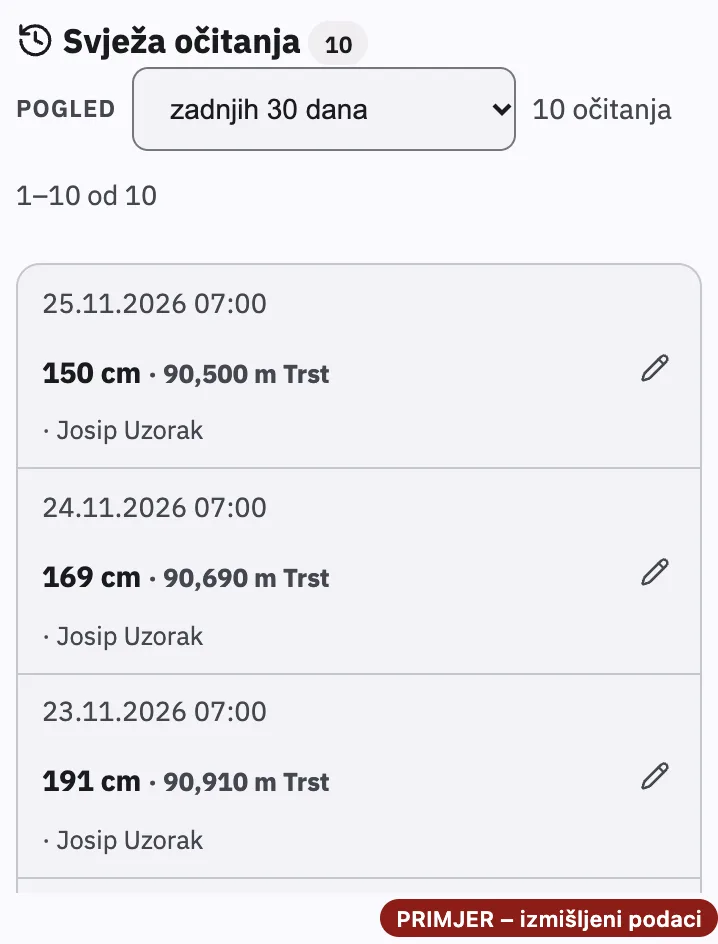 Svježa očitanja 10
POGLED zadnjih 30 dana 10 očitanja
1–10 od 10
25.11.2026 07:00
150 cm · 90,500 m Trst
· Josip Uzorak
24.11.2026 07:00
169 cm · 90,690 m Trst
· Josip Uzorak
23.11.2026 07:00
191 cm · 90,910 m Trst
· Josip Uzorak
PRIMJER – izmišljeni podaci